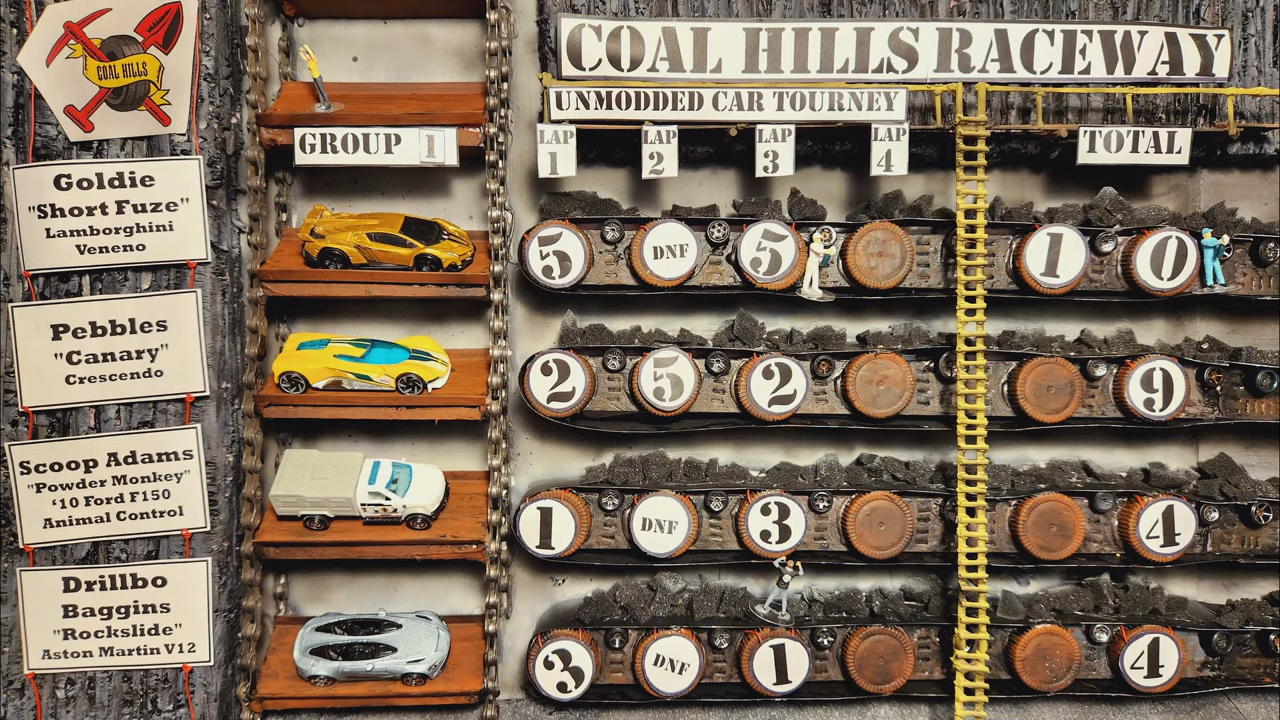 COAL HILLS
COAL HILLS RACEWAY
UNMODDED CAR TOURNEY
GROUP 1
LAP 1
LAP 2
LAP 3
LAP 4
TOTAL
Goldie
"Short Fuze"
Lamborghini
Veneno
5 DNF 5 10
Pebbles
"Canary"
Crescendo
2 5 2 9
Scoop Adams
"Powder Monkey"
'10 Ford F150
Animal Control
1 DNF 3 4
Drillbo
Baggins
"Rockslide"
Aston Martin V12
3 DNF 1 4